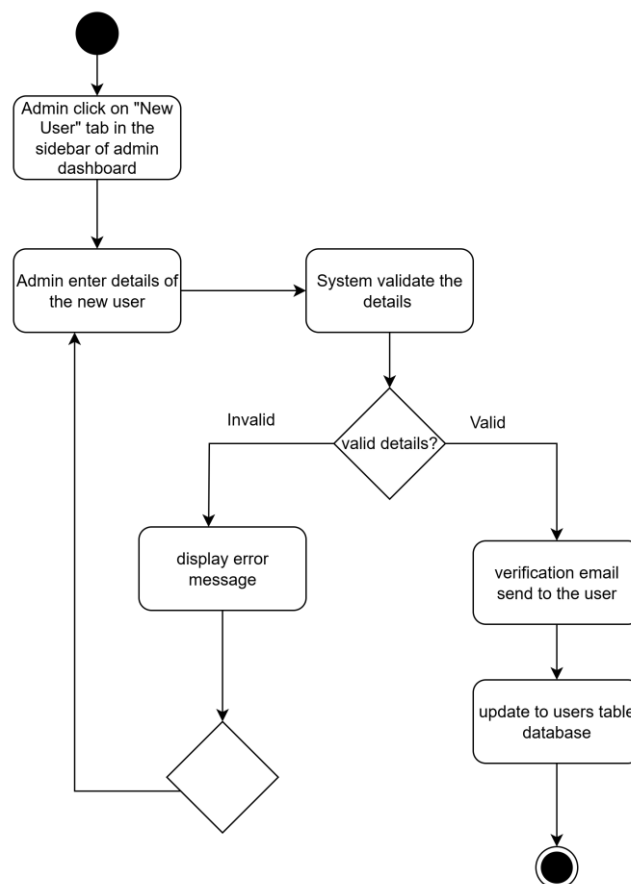 Admin click on "New
User" tab in the
sidebar of admin
dashboard
Admin enter details of
the new user
System validate the
details
Invalid
valid details?
Valid
display error
message
verification email
send to the user
update to users table
database